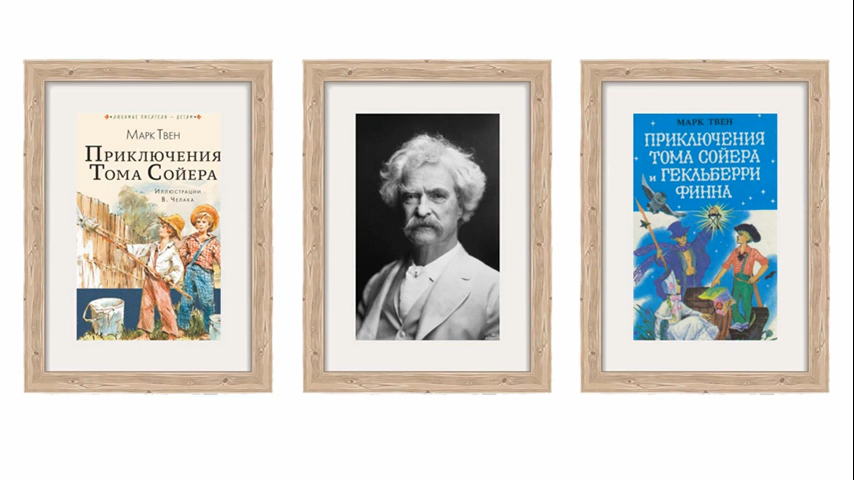 ЛЮБИМЫЕ ПИСАТЕЛИ – ДЕТЯМ
МАРК ТВЕН
ПРИКЛЮЧЕНИЯ
ТОМА СОЙЕРА
ИЛЛЮСТРАЦИИ
В. ЧЕЛАКА
МАРК ТВЕН
ПРИКЛЮЧЕНИЯ
ТОМА СОЙЕРА
И ГЕКЛЬБЕРРИ
ФИННА